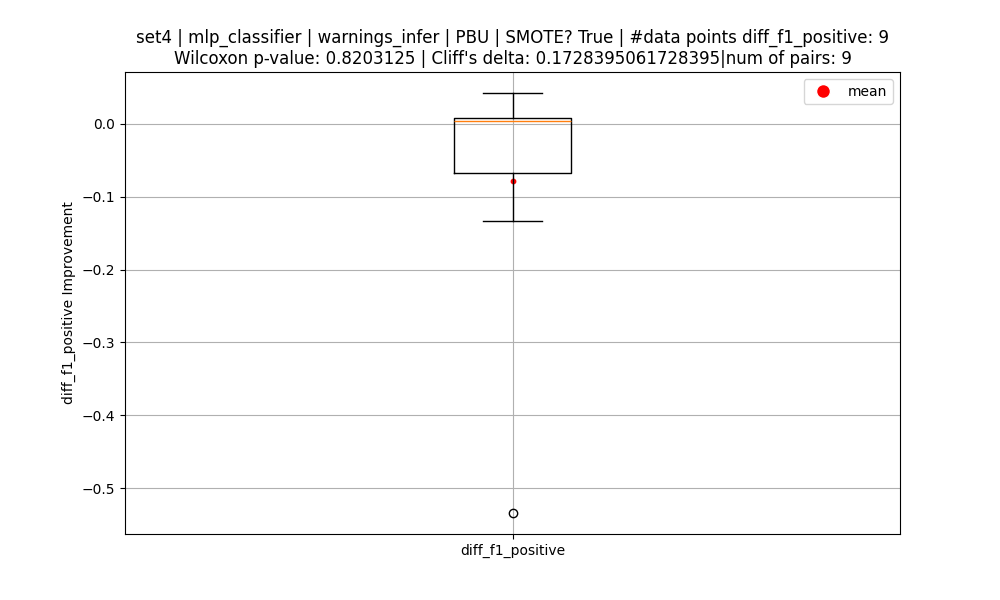 set4 | mlp_classifier | warnings_infer | PBU | SMOTE? True | #data points diff_f1_positive: 9
Wilcoxon p-value: 0.8203125 | Cliff's delta: 0.1728395061728395|num of pairs: 9
mean
0.0
−0.1
−0.2
−0.3
−0.4
−0.5
diff_f1_positive Improvement
diff_f1_positive